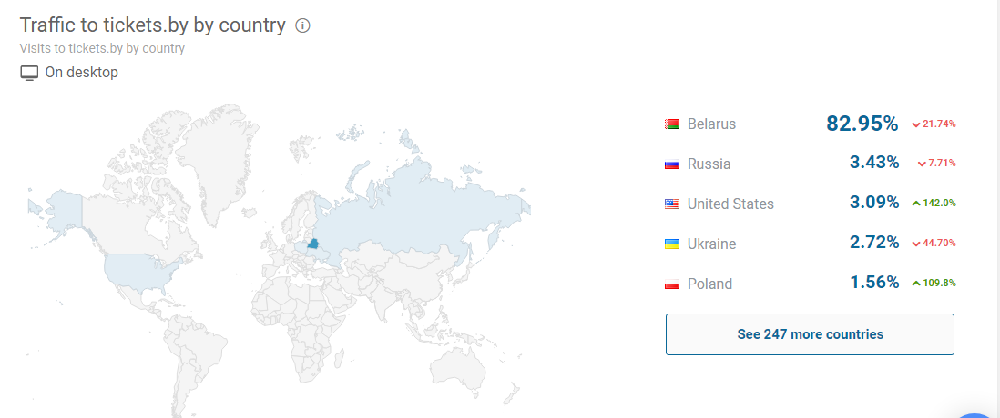 Traffic to tickets.by by country
Visits to tickets.by by country
On desktop
Belarus 82.95% 21.74%
Russia 3.43% 7.71%
United States 3.09% 142.0%
Ukraine 2.72% 44.70%
Poland 1.56% 109.8%
See 247 more countries